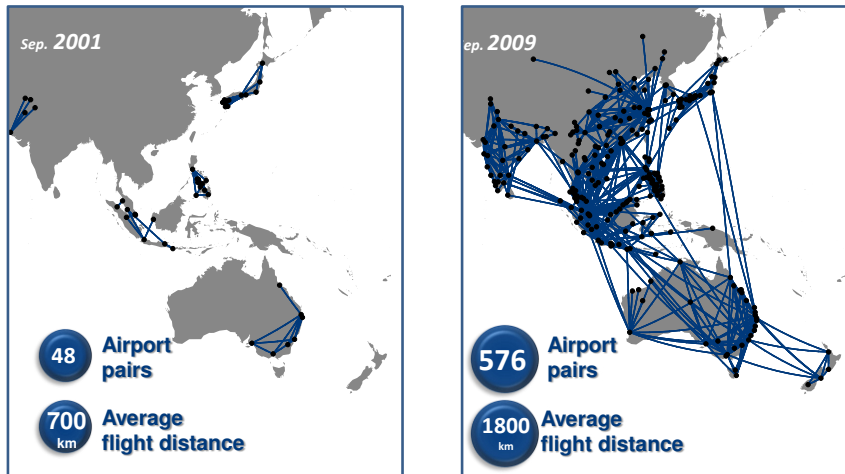 Sep. 2001
48
Airport
pairs
700
km
Average
flight distance
ep. 2009
576
Airport
pairs
1800
km
Average
flight distance